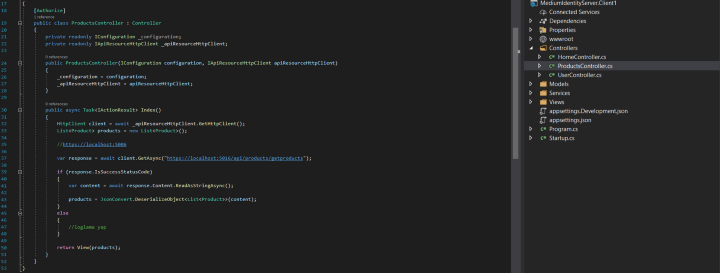 {
[Authorize]
1 reference
public class ProductsController : Controller
{
private readonly IConfiguration _configuration;
private readonly IApiResourceHttpClient _apiResourceHttpClient;
0 references
public ProductsController(IConfiguration configuration, IApiResourceHttpClient apiResourceHttpClient)
{
_configuration = configuration;
_apiResourceHttpClient = apiResourceHttpClient;
}
0 references
public async Task<IActionResult> Index()
{
HttpClient client = await _apiResourceHttpClient.GetHttpClient();
List<Product> products = new List<Product>();
//https://localhost:5006
var response = await client.GetAsync("https://localhost:5016/api/products/getproducts");
if (response.IsSuccessStatusCode)
{
var content = await response.Content.ReadAsStringAsync();
products = JsonConvert.DeserializeObject<List<Product>>(content);
}
else
{
//loglama yap
}
return View(products);
}
}
}
MediumIdentityServer.Client1
Connected Services
Dependencies
Properties
wwwroot
Controllers
C# HomeController.cs
C# ProductsController.cs
C# UserController.cs
Models
Services
Views
appsettings.Development.json
appsettings.json
C# Program.cs
C# Startup.cs